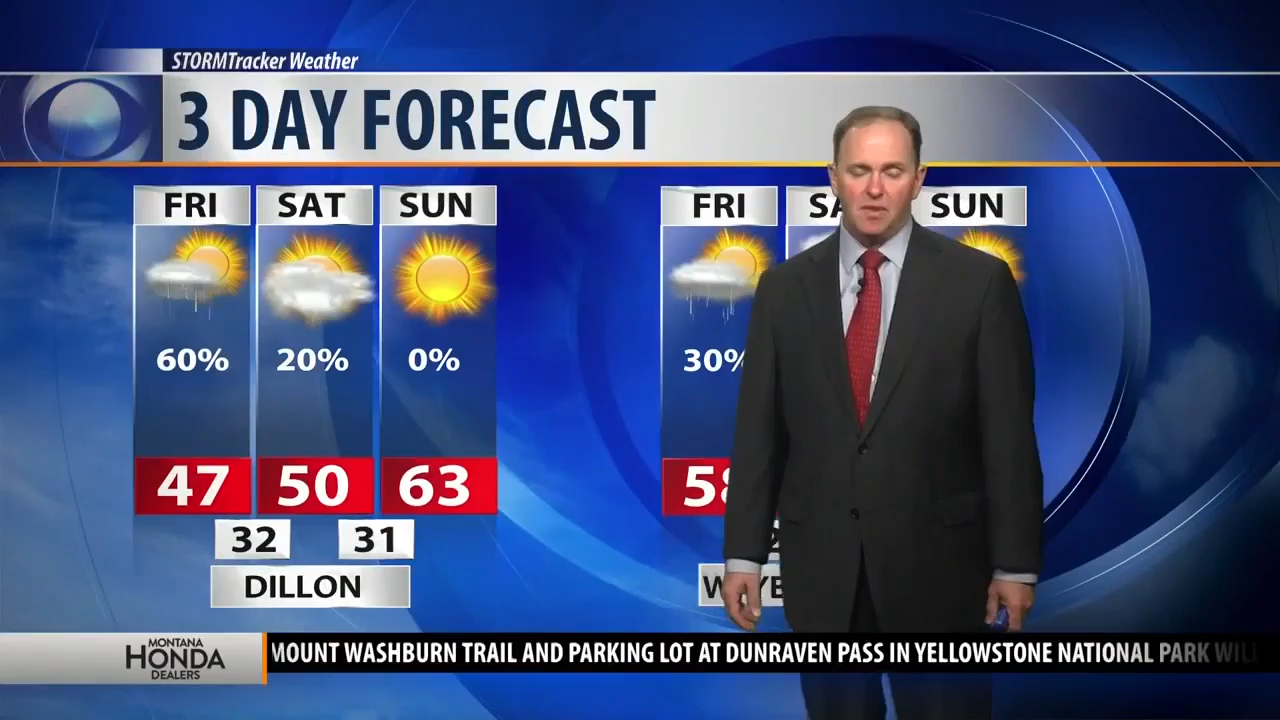 STORMTracker Weather
3 DAY FORECAST
FRI SAT SUN
60% 20% 0%
47 50 63
32 31
DILLON
FRI SUN
30%
MONTANA
HONDA
DEALERS
MOUNT WASHBURN TRAIL AND PARKING LOT AT DUNRAVEN PASS IN YELLOWSTONE NATIONAL PARK WILL